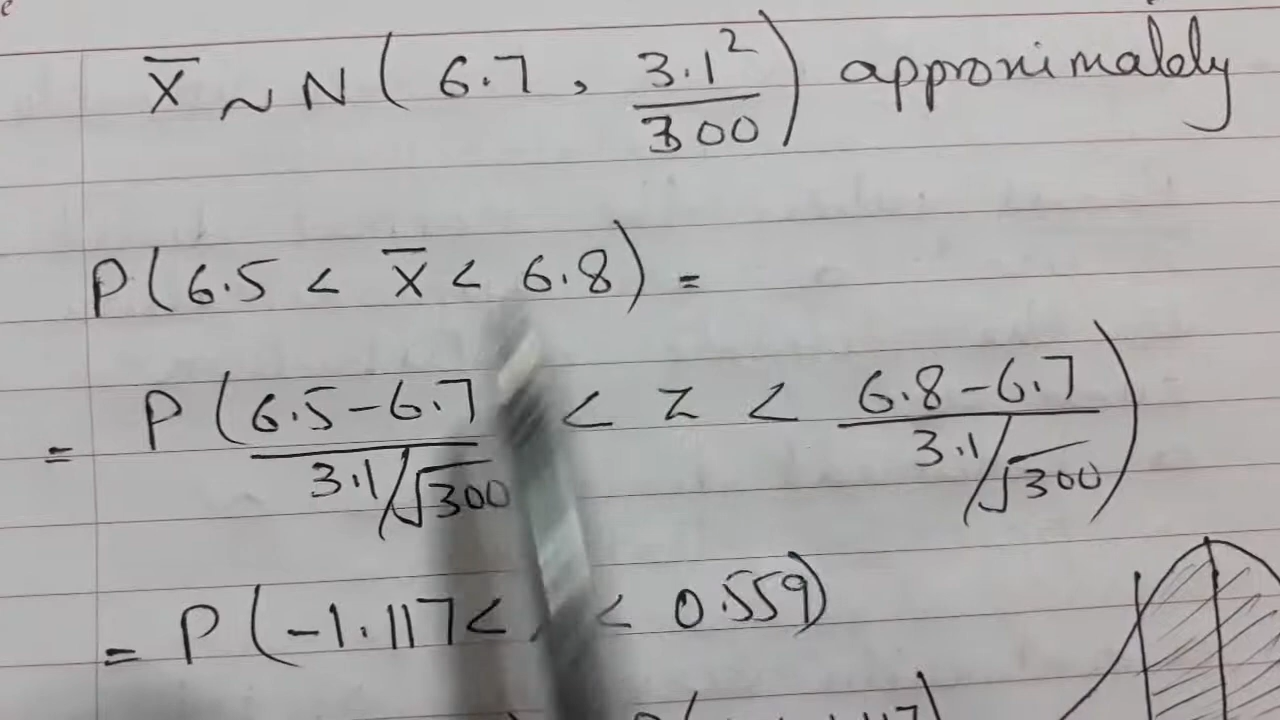 X̄ ~ N ( 6.7 , 3.1² / 300 ) approximately
P ( 6.5 < X̄ < 6.8 ) =
= P ( 6.5 - 6.7 / 3.1/√300 < z < 6.8 - 6.7 / 3.1/√300 )
= P ( -1.117 < < 0.559 )